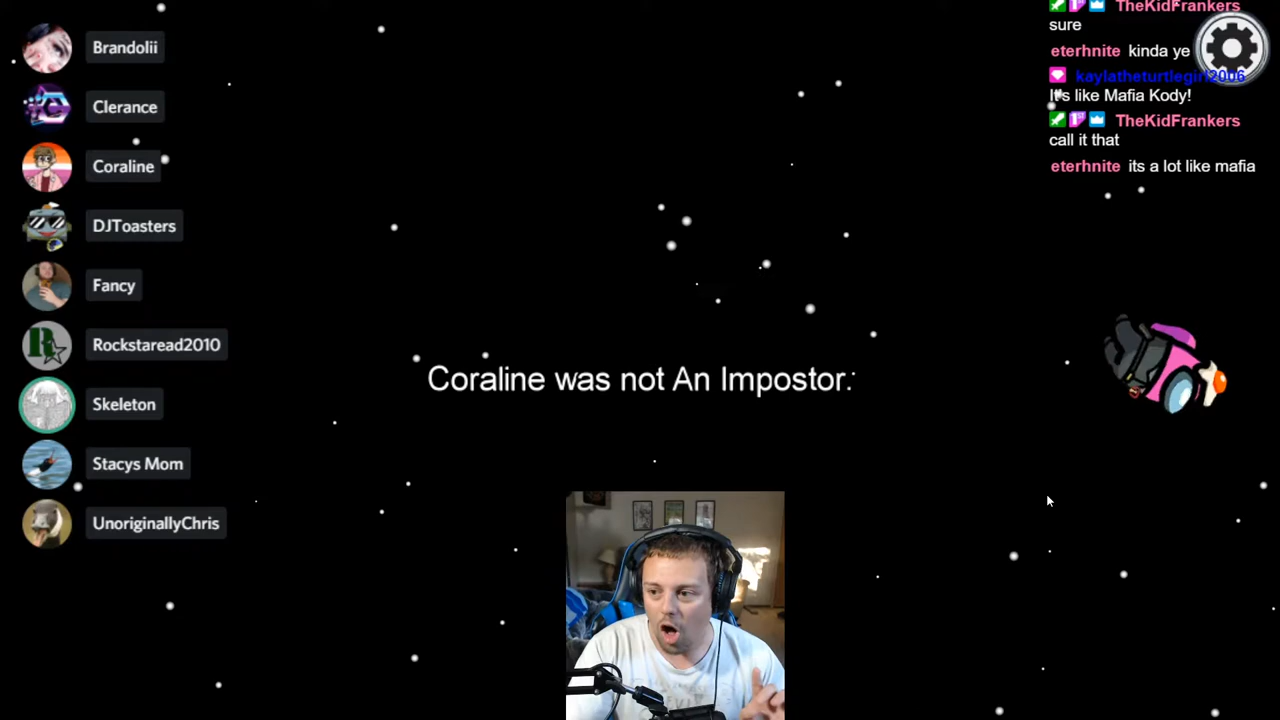 Brandolii
Clerance
Coraline
DJToasters
Fancy
Rockstaread2010
Skeleton
Stacys Mom
UnoriginallyChris
Coraline was not An Impostor.
TheKidFrankers
sure
eterhnite kinda ye
kaylatheturtlegirl2006
It's like Mafia Kody!
TheKidFrankers
call it that
eterhnite its a lot like mafia